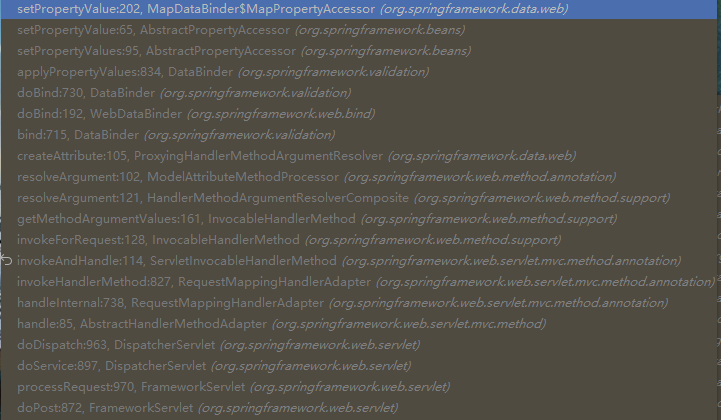 setPropertyValue:202, MapDataBinder$MapPropertyAccessor (org.springframework.data.web)
setPropertyValue:65, AbstractPropertyAccessor (org.springframework.beans)
setPropertyValues:95, AbstractPropertyAccessor (org.springframework.beans)
applyPropertyValues:834, DataBinder (org.springframework.validation)
doBind:730, DataBinder (org.springframework.validation)
doBind:192, WebDataBinder (org.springframework.web.bind)
bind:715, DataBinder (org.springframework.validation)
createAttribute:105, ProxyingHandlerMethodArgumentResolver (org.springframework.data.web)
resolveArgument:102, ModelAttributeMethodProcessor (org.springframework.web.method.annotation)
resolveArgument:121, HandlerMethodArgumentResolverComposite (org.springframework.web.method.support)
getMethodArgumentValues:161, InvocableHandlerMethod (org.springframework.web.method.support)
invokeForRequest:128, InvocableHandlerMethod (org.springframework.web.method.support)
invokeAndHandle:114, ServletInvocableHandlerMethod (org.springframework.web.servlet.mvc.method.annotation)
invokeHandlerMethod:827, RequestMappingHandlerAdapter (org.springframework.web.servlet.mvc.method.annotation)
handleInternal:738, RequestMappingHandlerAdapter (org.springframework.web.servlet.mvc.method.annotation)
handle:85, AbstractHandlerMethodAdapter (org.springframework.web.servlet.mvc.method)
doDispatch:963, DispatcherServlet (org.springframework.web.servlet)
doService:897, DispatcherServlet (org.springframework.web.servlet)
processRequest:970, FrameworkServlet (org.springframework.web.servlet)
doPost:872, FrameworkServlet (org.springframework.web.servlet)